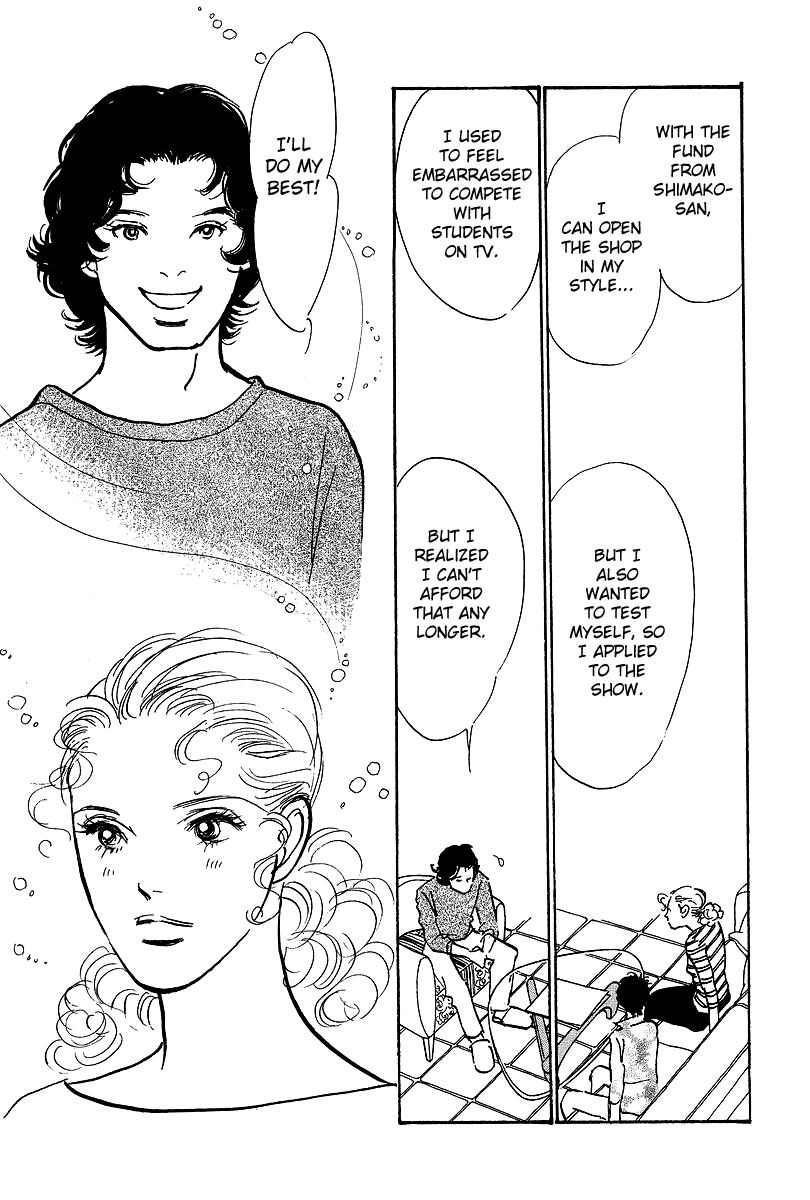 WITH THE
FUND
FROM
SHIMAKO-
SAN,
I
CAN OPEN
THE SHOP
IN MY
STYLE...
BUT I
ALSO
WANTED
TO TEST
MYSELF, SO
I APPLIED
TO THE
SHOW.
I USED
TO FEEL
EMBARRASSED
TO COMPETE
WITH
STUDENTS
ON TV.
BUT I
REALIZED
I CAN'T
AFFORD
THAT ANY
LONGER.
I'LL
DO MY
BEST!